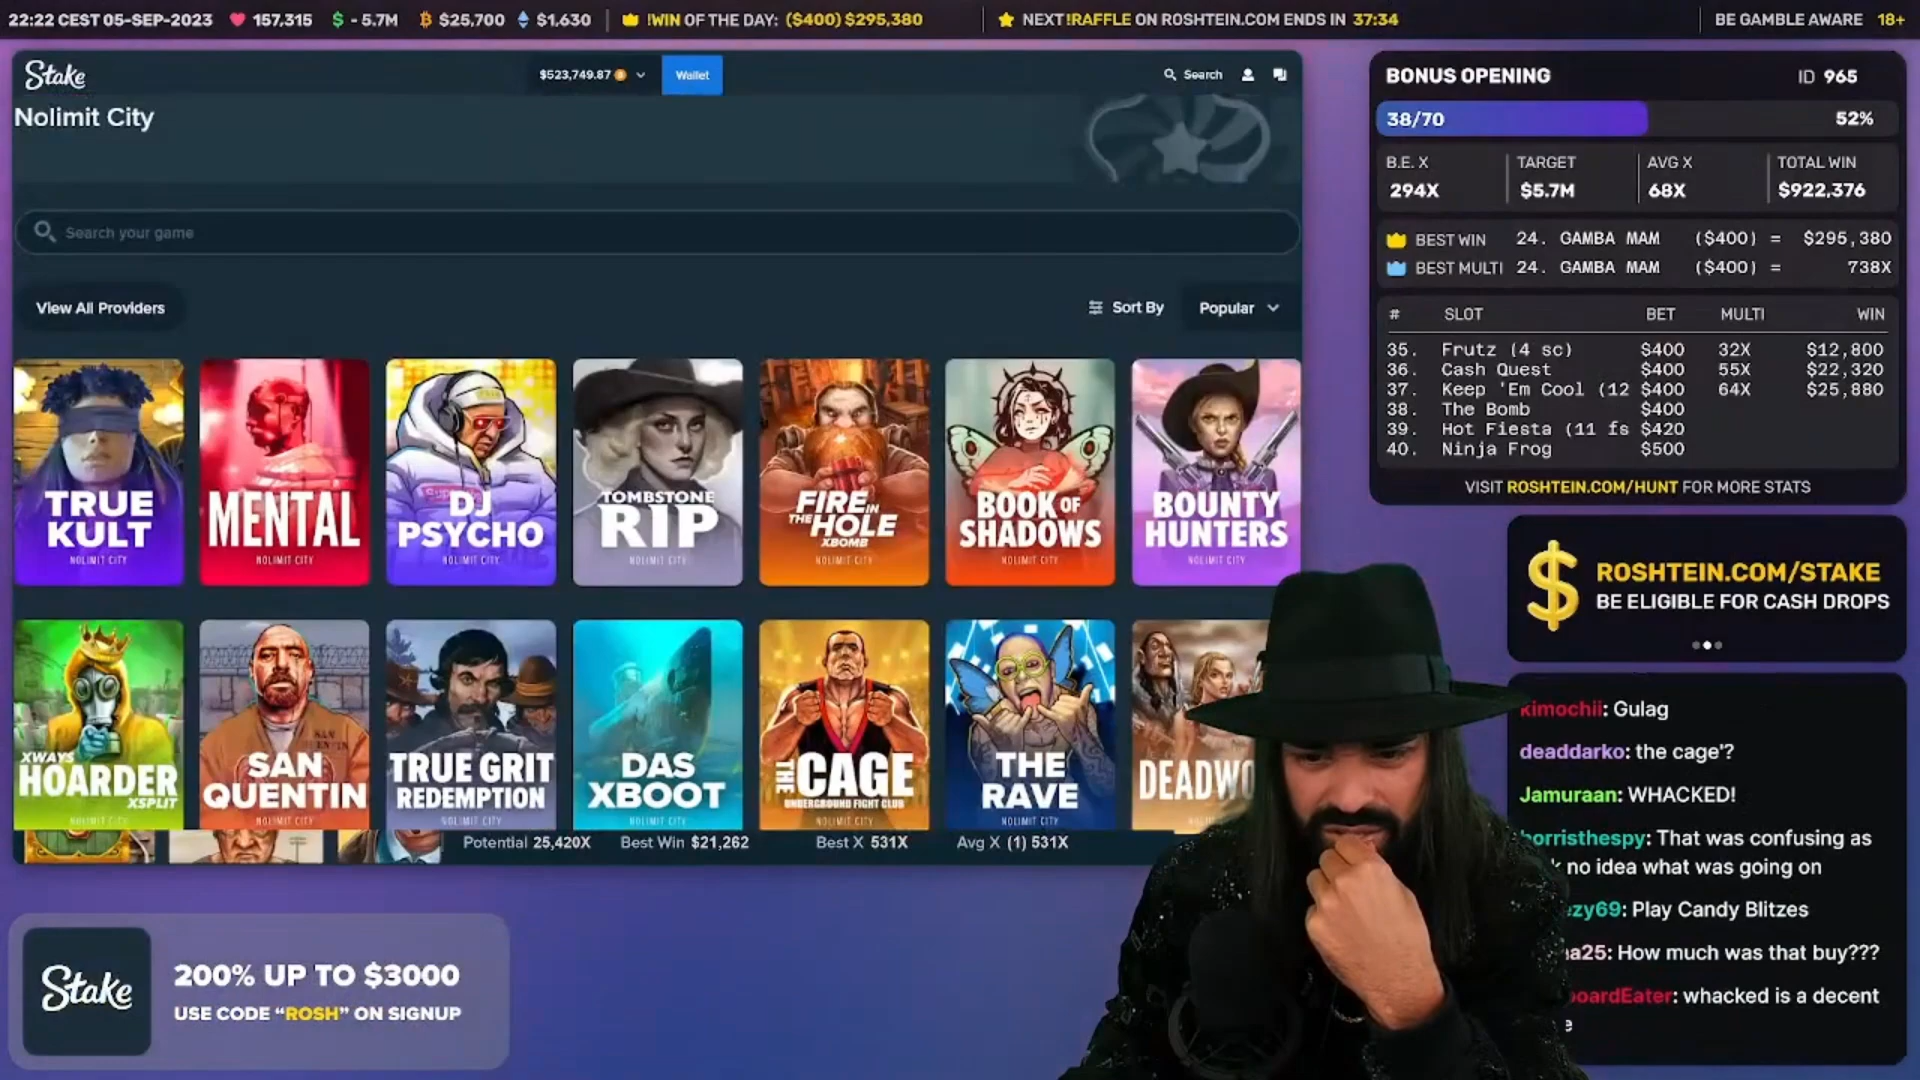 22:22 CEST 05-SEP-2023 157,315 $ - 5.7M $25,700 $1,630 !WIN OF THE DAY: ($400) $295,380 NEXT !RAFFLE ON ROSHTEIN.COM ENDS IN 37:34 BE GAMBLE AWARE 18+
Stake $523,749.87 Wallet Search
Nolimit City
Search your game
View All Providers Sort By Popular
TRUE KULT
NOLIMIT CITY
MENTAL
NOLIMIT CITY
DJ PSYCHO
NOLIMIT CITY
TOMBSTONE RIP
NOLIMIT CITY
FIRE IN THE HOLE XBOMB
NOLIMIT CITY
BOOK OF SHADOWS
NOLIMIT CITY
BOUNTY HUNTERS
NOLIMIT CITY
XWAYS HOARDER XSPLIT
NOLIMIT CITY
SAN QUENTIN
NOLIMIT CITY
TRUE GRIT REDEMPTION
NOLIMIT CITY
DAS XBOOT
NOLIMIT CITY
THE CAGE
UNDERGROUND FIGHT CLUB
NOLIMIT CITY
THE RAVE
NOLIMIT CITY
DEADWO
Potential 25,420X Best Win $21,262 Best X 531X Avg X (1) 531X
Stake
200% UP TO $3000
USE CODE “ROSH” ON SIGNUP
BONUS OPENING ID 965
38/70 52%
B.E. X TARGET AVG X TOTAL WIN
294X $5.7M 68X $922,376
BEST WIN 24. GAMBA MAM ($400) = $295,380
BEST MULTI 24. GAMBA MAM ($400) = 738X
# SLOT BET MULTI WIN
35. Frutz (4 sc) $400 32X $12,800
36. Cash Quest $400 55X $22,320
37. Keep 'Em Cool (12 $400 64X $25,880
38. The Bomb $400
39. Hot Fiesta (11 fs $420
40. Ninja Frog $500
VISIT ROSHTEIN.COM/HUNT FOR MORE STATS
$ ROSHTEIN.COM/STAKE
BE ELIGIBLE FOR CASH DROPS
kimochii: Gulag
deaddarko: the cage'?
Jamuraan: WHACKED!
borristhespy: That was confusing as
k no idea what was going on
zy69: Play Candy Blitzes
a25: How much was that buy???
boardEater: whacked is a decent
e